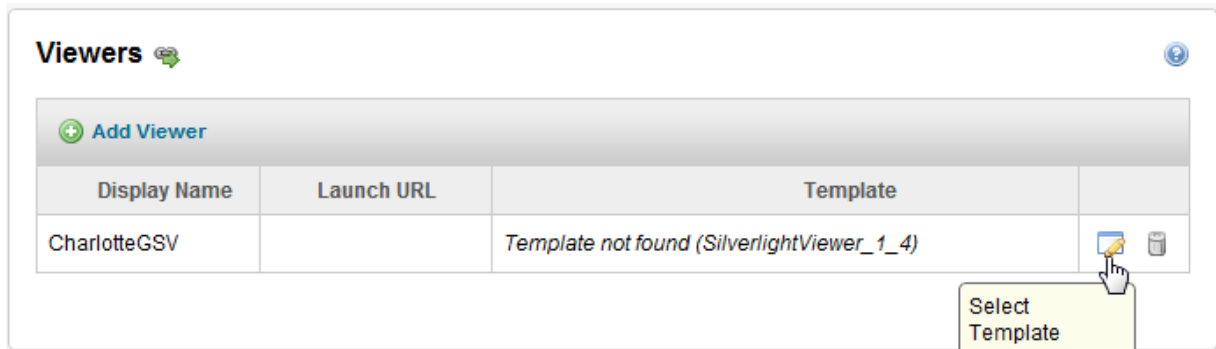 Viewers
Add Viewer
Display Name Launch URL Template
CharlotteGSV Template not found (SilverlightViewer_1_4)
Select
Template